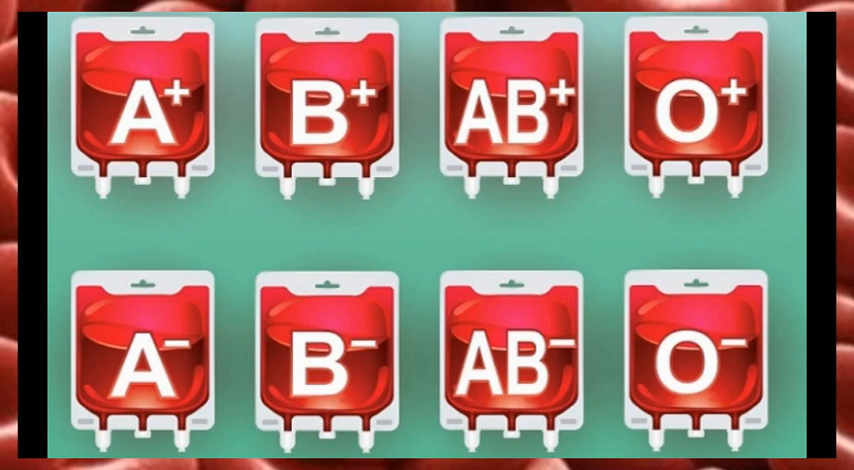 A+ B+ AB+ O+
A- B- AB- O-